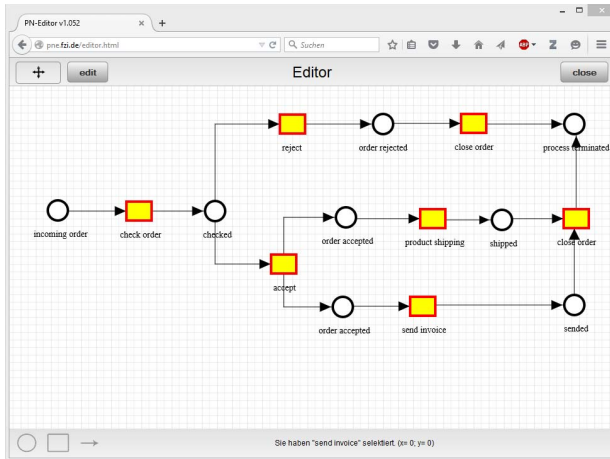 PN-Editor v1.052
pne.fzi.de/editor.html
Suchen
ABP
edit
Editor
close
reject
order rejected
close order
process terminated
incoming order
check order
checked
order accepted
product shipping
shipped
close order
accept
order accepted
send invoice
sended
Sie haben "send invoice" selektiert. (x= 0; y= 0)